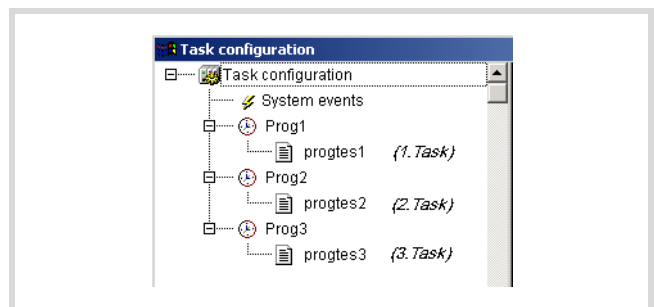 Task configuration
Task configuration
System events
Prog1
progtes1 {1.Task}
Prog2
progtes2 {2.Task}
Prog3
progtes3 {3.Task}